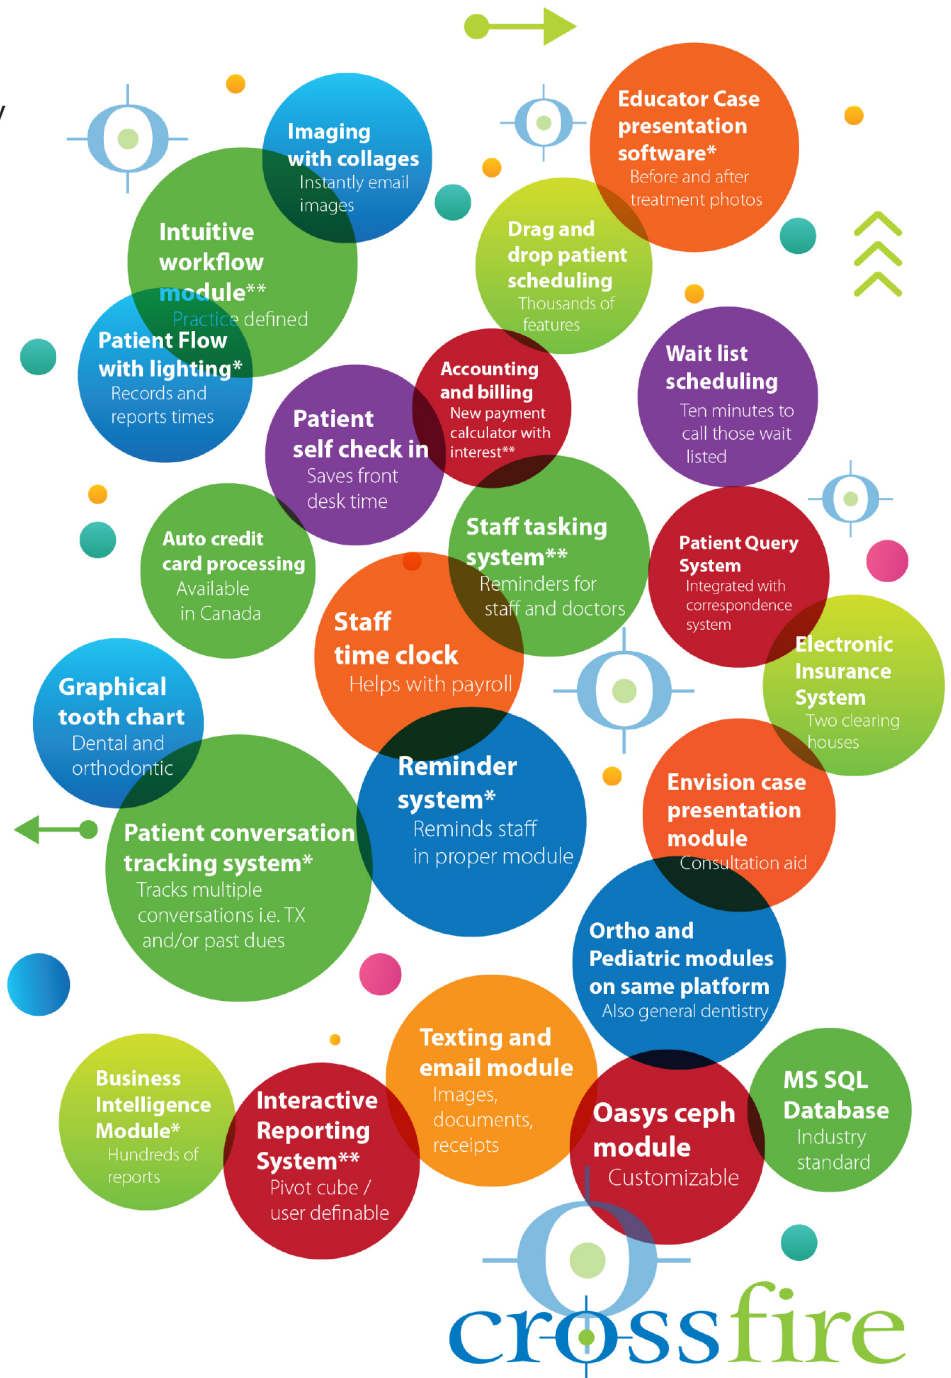 y
Educator Case
presentation
software*
Before and after
treatment photos
Imaging
with collages
Instantly email
images
Intuitive
workflow
module**
Practice defined
Drag and
drop patient
scheduling
Thousands of
features
Patient Flow
with lighting*
Records and
reports times
Accounting
and billing
New payment
calculator with
interest**
Wait list
scheduling
Ten minutes to
call those wait
listed
Patient
self check in
Saves front
desk time
Auto credit
card processing
Available
in Canada
Staff tasking
system**
Reminders for
staff and doctors
Patient Query
System
Integrated with
correspondence
system
Staff
time clock
Helps with payroll
Electronic
Insurance
System
Two clearing
houses
Graphical
tooth chart
Dental and
orthodontic
Reminder
system*
Reminds staff
in proper module
Envision case
presentation
module
Consultation aid
Patient conversation
tracking system*
Tracks multiple
conversations i.e. TX
and/or past dues
Ortho and
Pediatric modules
on same platform
Also general dentistry
Texting and
email module
Images,
documents,
receipts
Business
Intelligence
Module*
Hundreds of
reports
Interactive
Reporting
System**
Pivot cube /
user definable
Oasys ceph
module
Customizable
MS SQL
Database
Industry
standard
crossfire